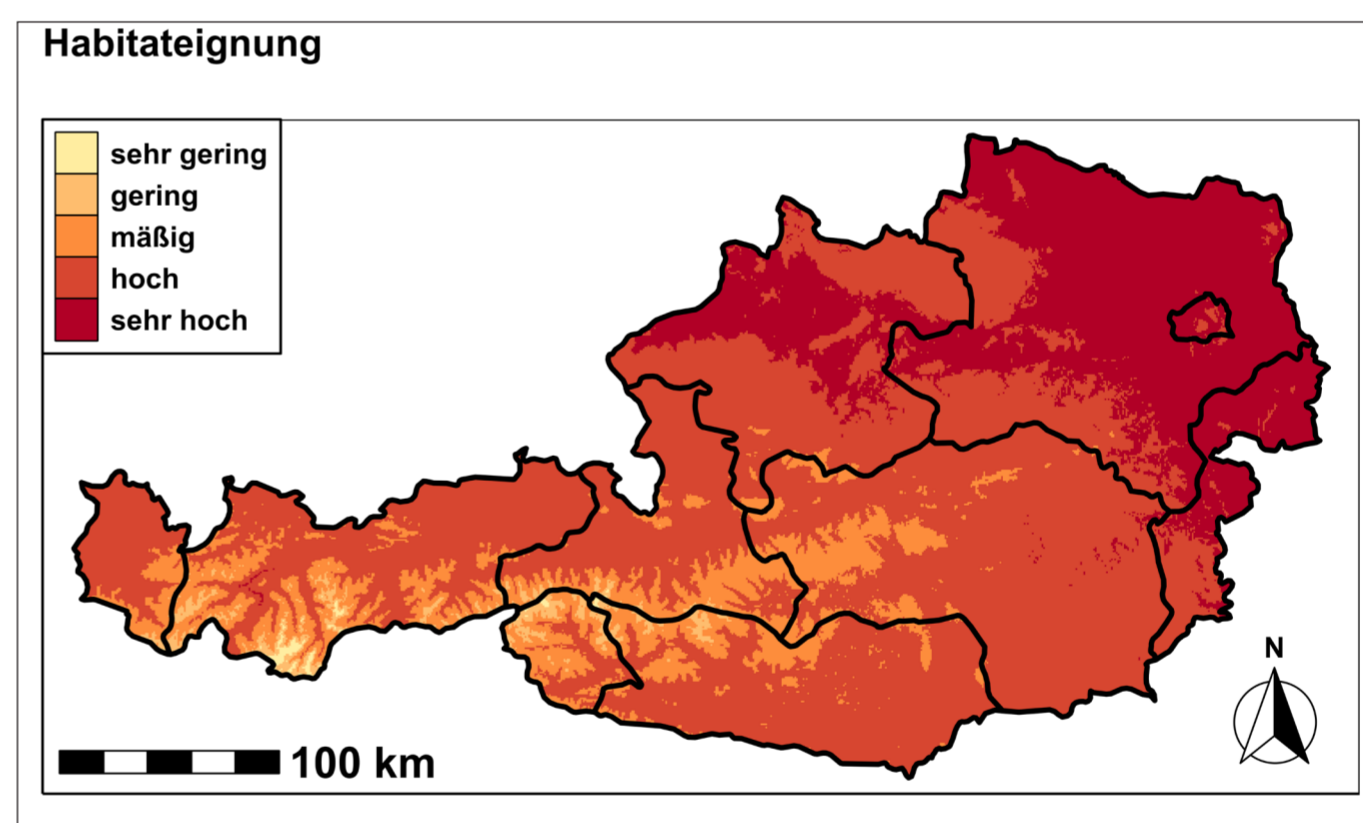 Habitateignung
sehr gering
gering
mäßig
hoch
sehr hoch
N
100 km